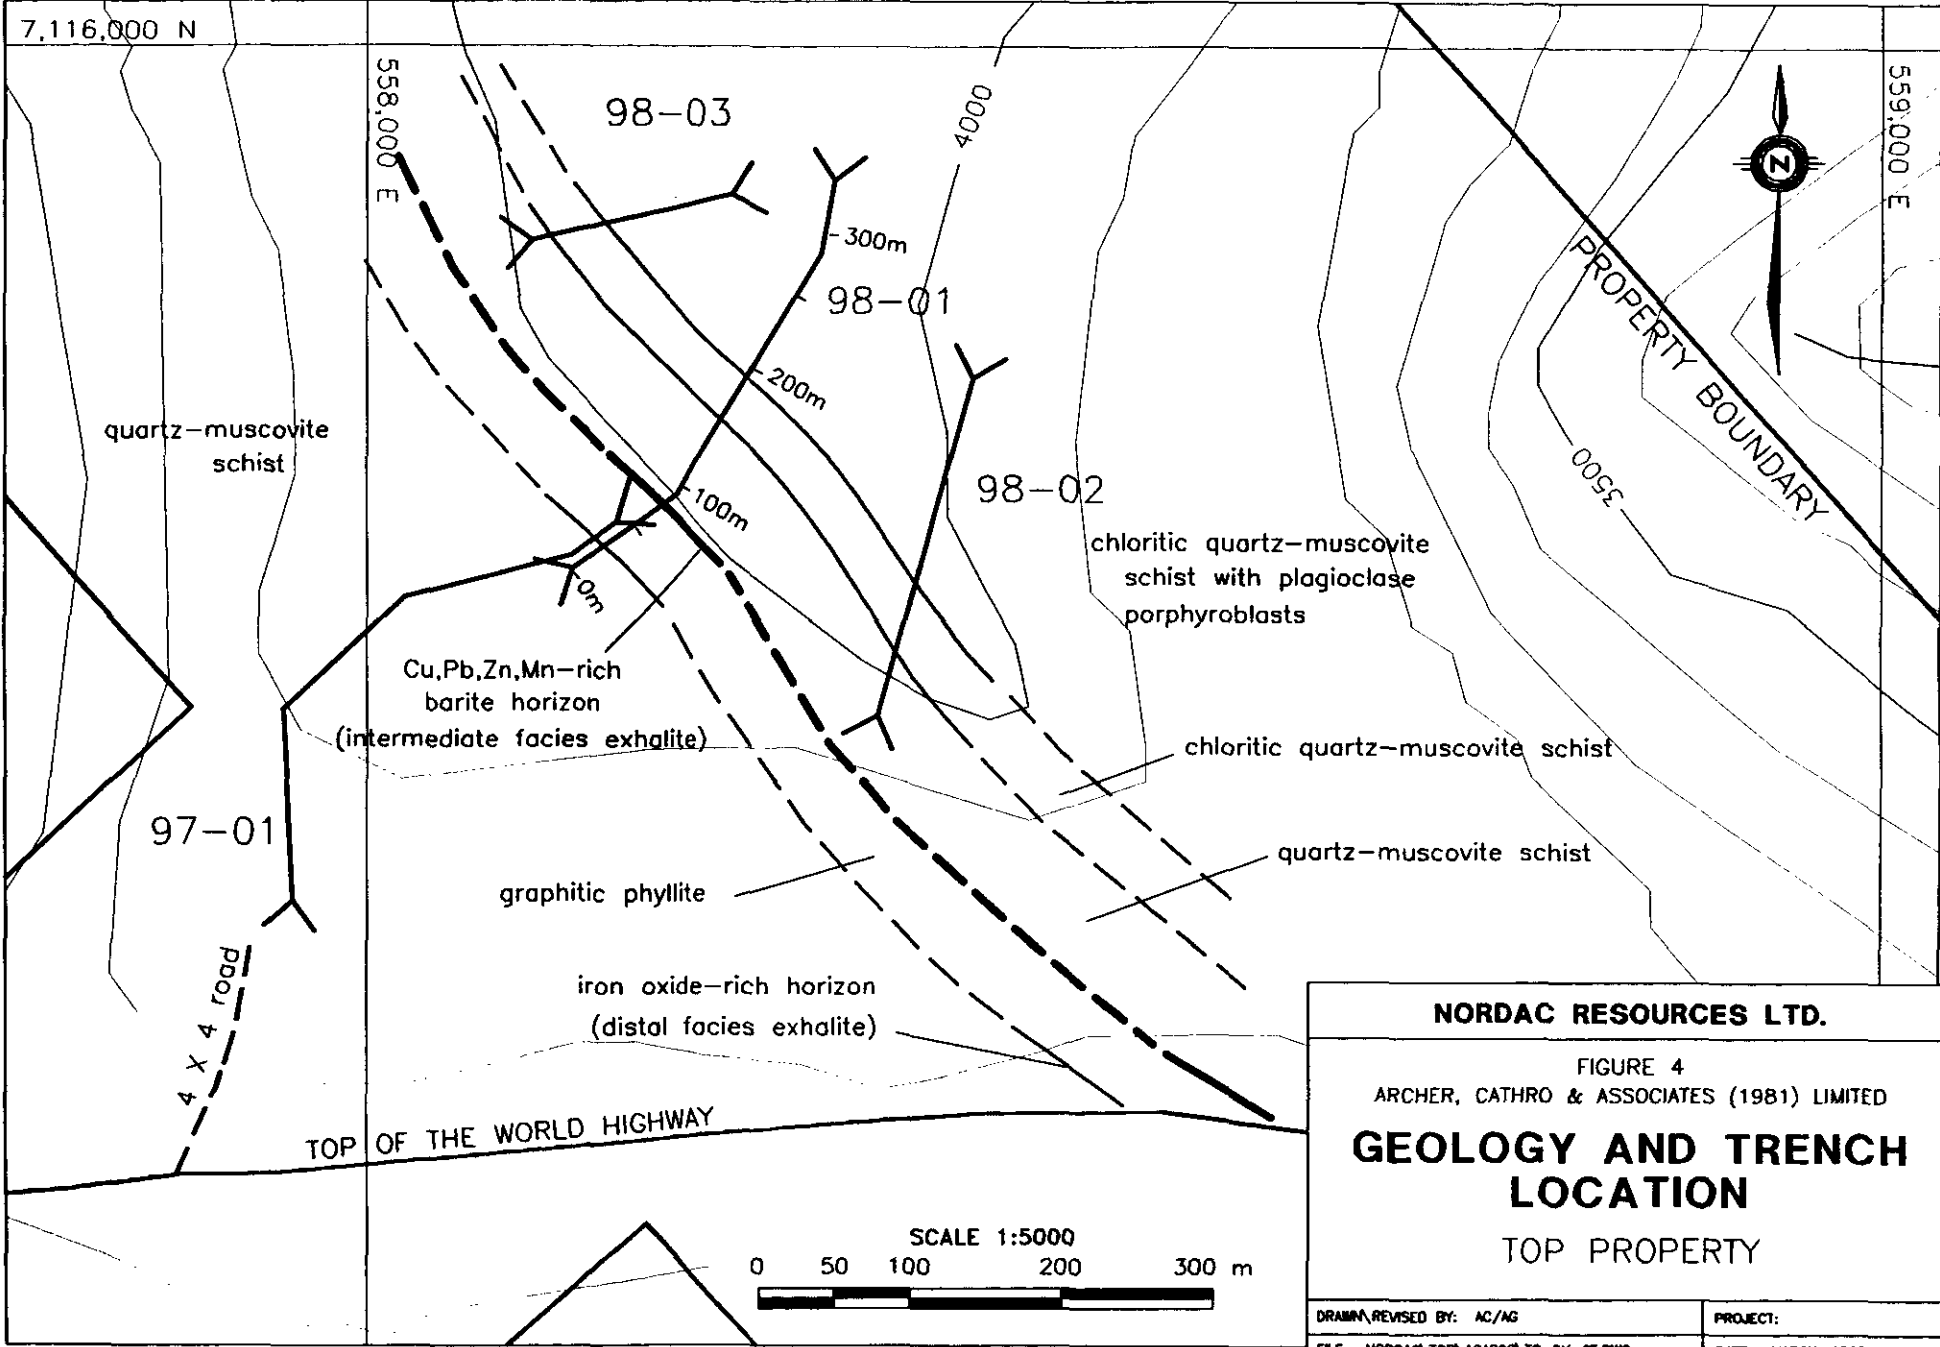 7,116,000 N
558,000 E
559,000 E
98-03
4000
N
300m
98-01
PROPERTY BOUNDARY
200m
quartz-muscovite
schist
3500
98-02
100m
chloritic quartz-muscovite
schist with plagioclase
porphyroblasts
0m
Cu,Pb,Zn,Mn-rich
barite horizon
(intermediate facies exhalite)
chloritic quartz-muscovite schist
97-01
quartz-muscovite schist
graphitic phyllite
4 X 4 road
iron oxide-rich horizon
(distal facies exhalite)
TOP OF THE WORLD HIGHWAY
SCALE 1:5000
0 50 100 200 300 m
NORDAC RESOURCES LTD.
FIGURE 4
ARCHER, CATHRO & ASSOCIATES (1981) LIMITED
GEOLOGY AND TRENCH
LOCATION
TOP PROPERTY
DRAWN\REVISED BY: AC/AG
PROJECT: